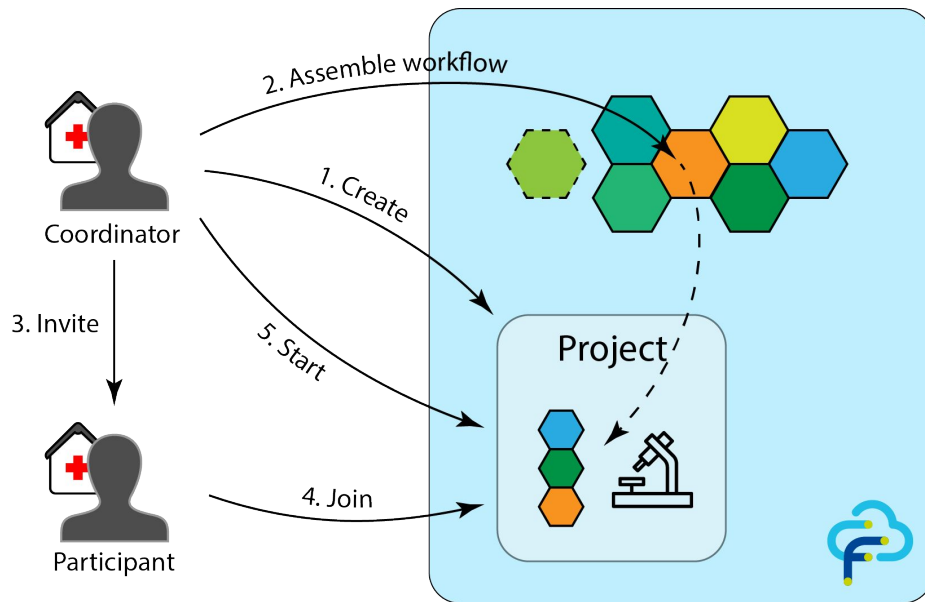 2. Assemble workflow
1. Create
Coordinator
3. Invite
5. Start
Project
4. Join
Participant